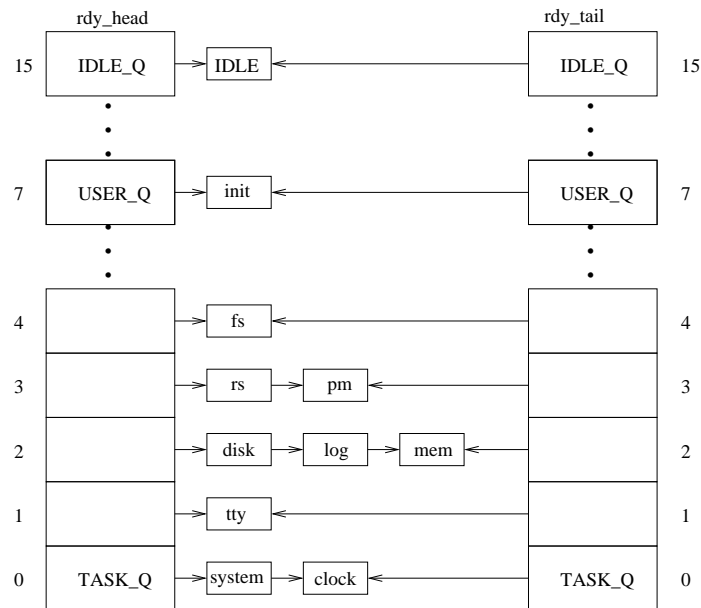 rdy_head rdy_tail
15 IDLE_Q IDLE IDLE_Q 15
7 USER_Q init USER_Q 7
4 fs 4
3 rs pm 3
2 disk log mem 2
1 tty 1
0 TASK_Q system clock TASK_Q 0